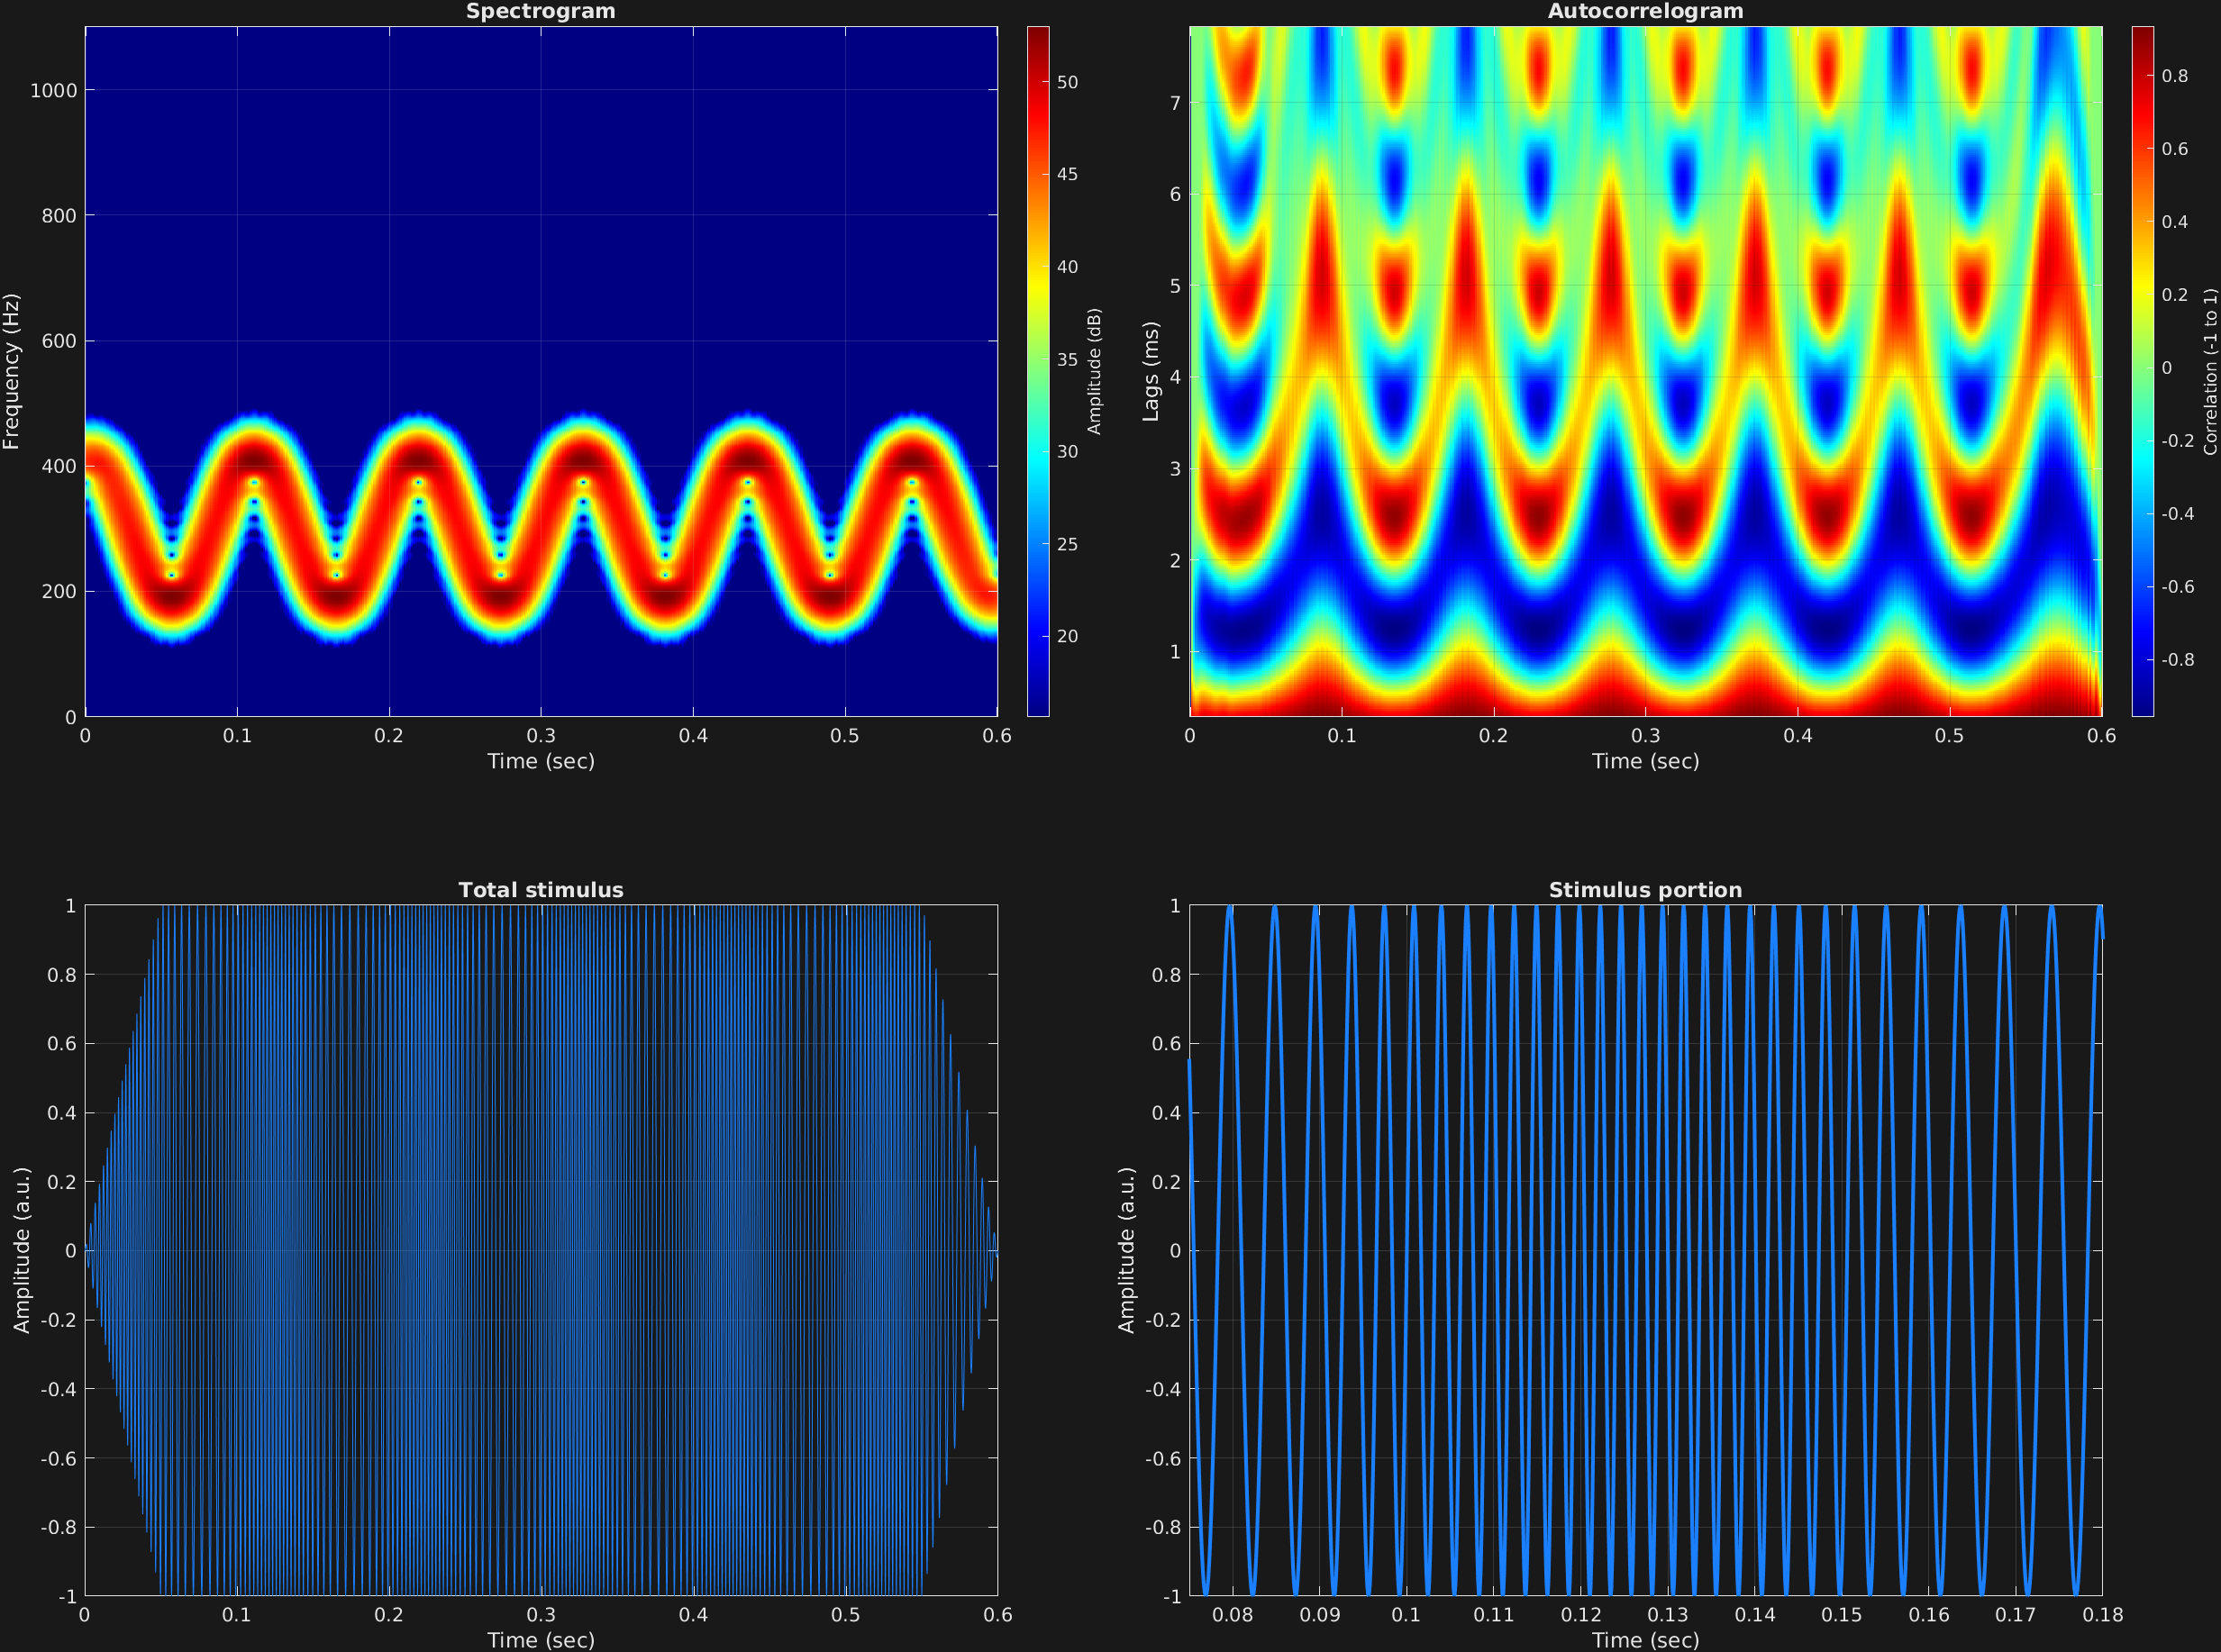 Spectrogram
Frequency (Hz)
1000
800
600
400
200
0
0 0.1 0.2 0.3 0.4 0.5 0.6
Time (sec)
50
45
40
35
30
25
20
Amplitude (dB)
Autocorrelogram
Lags (ms)
7
6
5
4
3
2
1
0 0.1 0.2 0.3 0.4 0.5 0.6
Time (sec)
0.8
0.6
0.4
0.2
0
-0.2
-0.4
-0.6
-0.8
Correlation (-1 to 1)
Total stimulus
Amplitude (a.u.)
1
0.8
0.6
0.4
0.2
0
-0.2
-0.4
-0.6
-0.8
-1
0 0.1 0.2 0.3 0.4 0.5 0.6
Time (sec)
Stimulus portion
Amplitude (a.u.)
1
0.8
0.6
0.4
0.2
0
-0.2
-0.4
-0.6
-0.8
-1
0.08 0.09 0.1 0.11 0.12 0.13 0.14 0.15 0.16 0.17 0.18
Time (sec)